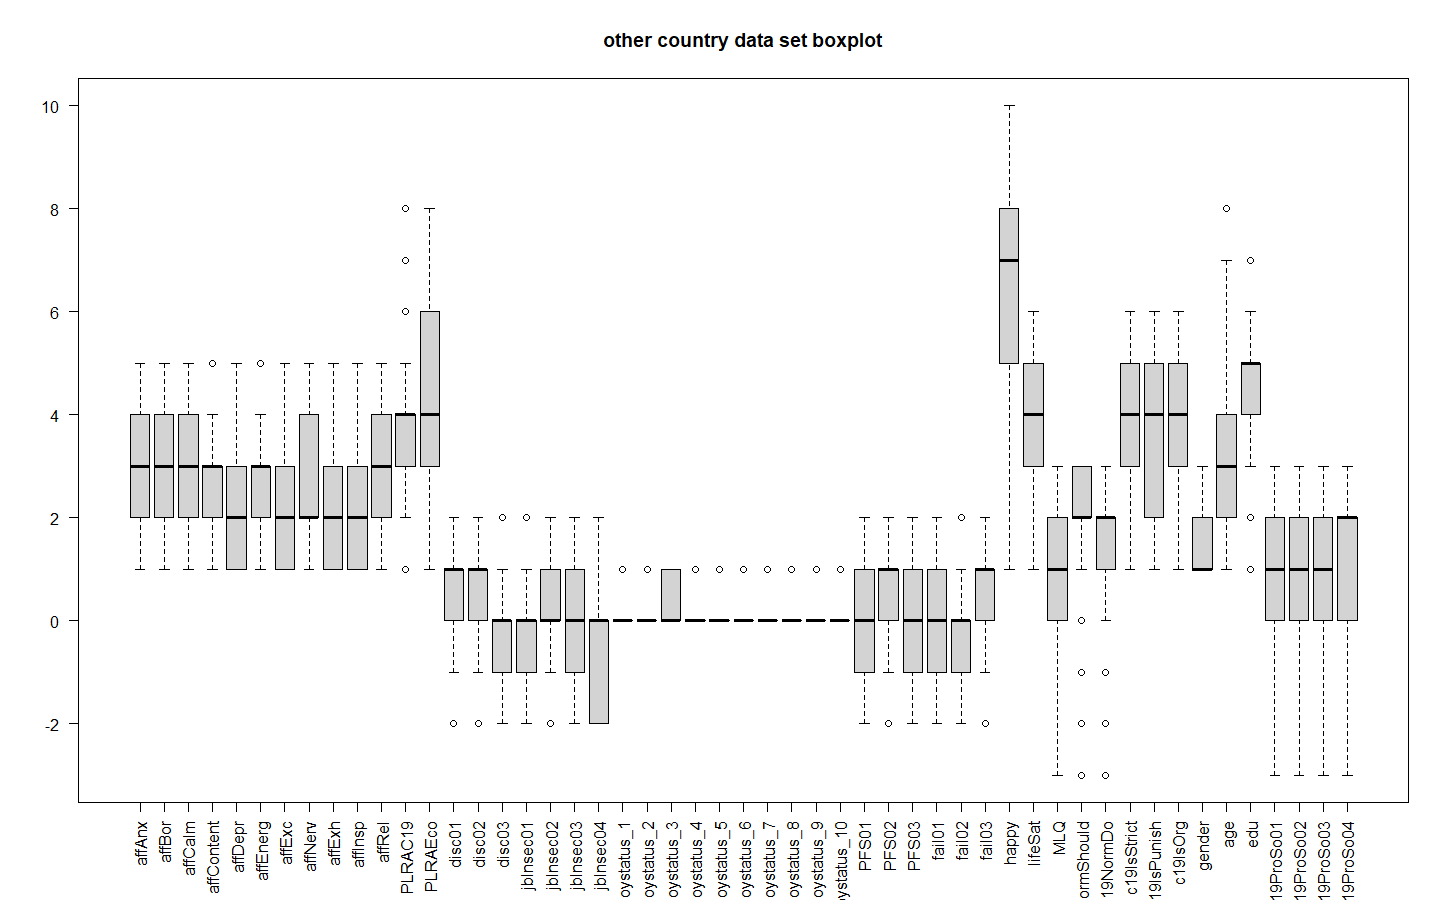 other country data set boxplot
10
8
6
4
2
0
-2
affAnx
affBor
affCalm
affContent
affDepr
affEnerg
affExc
affNerv
affExh
affInsp
affRel
PLRAC19
PLRAEco
disc01
disc02
disc03
jbInsec01
jbInsec02
jbInsec03
jbInsec04
oystatus_1
oystatus_2
oystatus_3
oystatus_4
oystatus_5
oystatus_6
oystatus_7
oystatus_8
oystatus_9
oystatus_10
PFS01
PFS02
PFS03
fail01
fail02
fail03
happy
lifeSat
MLQ
ormShould
19NormDo
c19IsStrict
19IsPunish
c19IsOrg
gender
age
edu
19ProSo01
19ProSo02
19ProSo03
19ProSo04